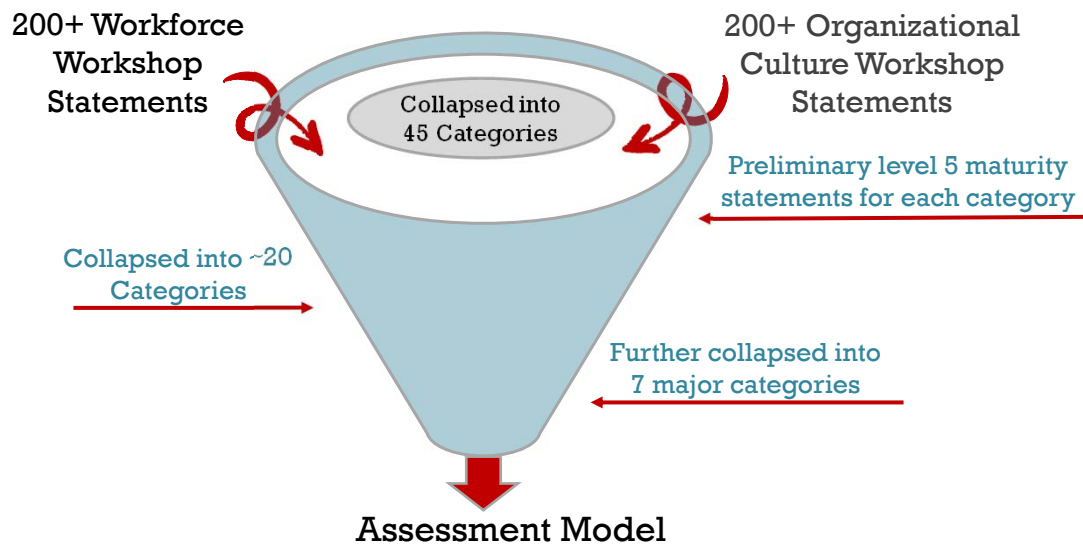 200+ Workforce
Workshop
Statements
200+ Organizational
Culture Workshop
Statements
Collapsed into
45 Categories
Preliminary level 5 maturity
statements for each category
Collapsed into ~20
Categories
Further collapsed into
7 major categories
Assessment Model